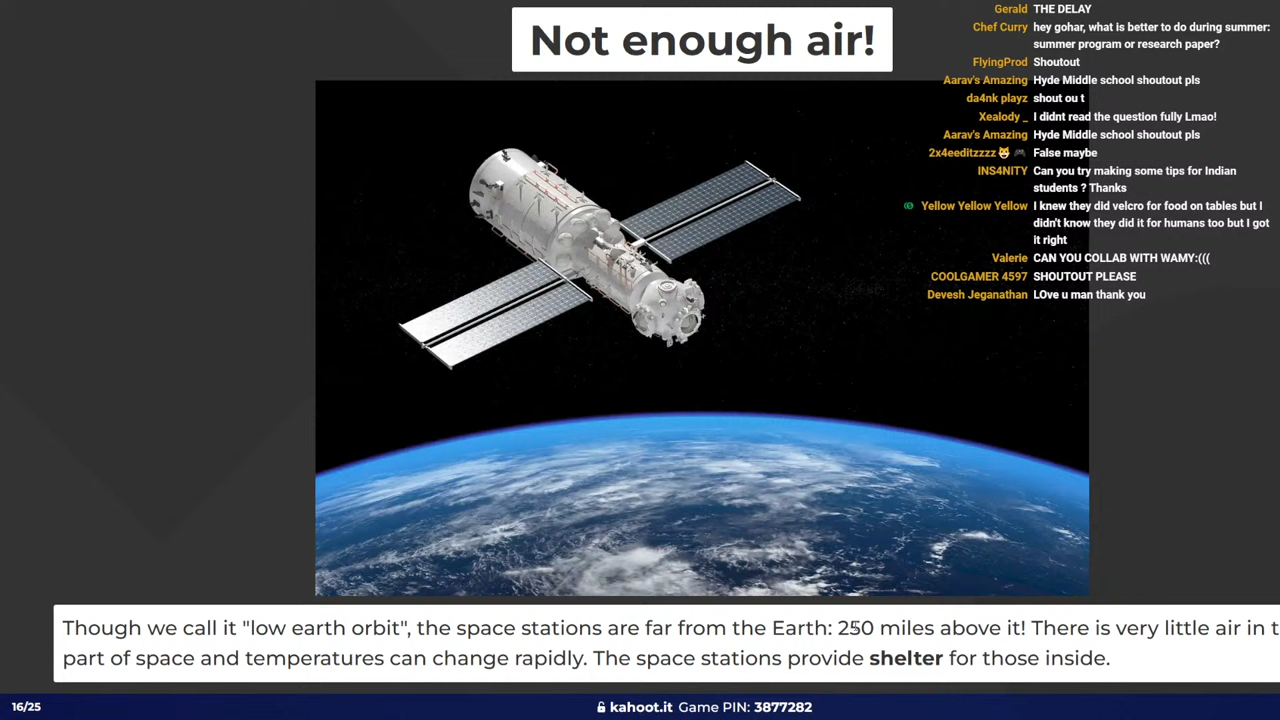 Not enough air!
Gerald THE DELAY
Chef Curry hey gohar, what is better to do during summer:
summer program or research paper?
FlyingProd Shoutout
Aarav's Amazing Hyde Middle school shoutout pls
da4nk playz shout ou t
Xealody _ I didnt read the question fully Lmao!
Aarav's Amazing Hyde Middle school shoutout pls
2x4eeditzzzz 😺 🎮 False maybe
INS4NITY Can you try making some tips for Indian
students ? Thanks
Yellow Yellow Yellow I knew they did velcro for food on tables but I
didn't know they did it for humans too but I got
it right
Valerie CAN YOU COLLAB WITH WAMY:(((
COOLGAMER 4597 SHOUTOUT PLEASE
Devesh Jeganathan LOve u man thank you
Though we call it "low earth orbit", the space stations are far from the Earth: 250 miles above it! There is very little air in t
part of space and temperatures can change rapidly. The space stations provide shelter for those inside.
16/25 kahoot.it Game PIN: 3877282